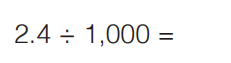 2.4 ÷ 1,000 =